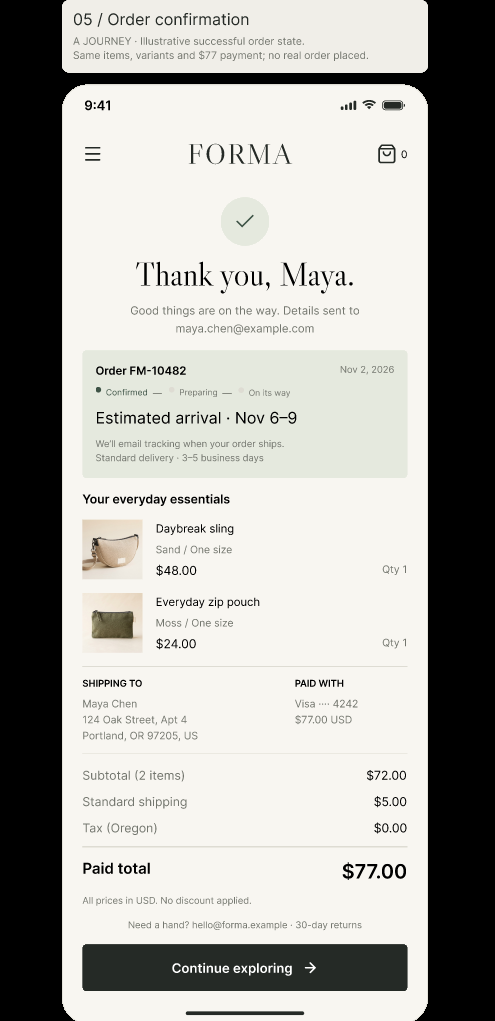 05 / Order confirmation
A JOURNEY · Illustrative successful order state.
Same items, variants and $77 payment; no real order placed.
9:41
FORMA
0
Thank you, Maya.
Good things are on the way. Details sent to
maya.chen@example.com
Order FM-10482
Nov 2, 2026
Confirmed — Preparing — On its way
Estimated arrival · Nov 6–9
We'll email tracking when your order ships.
Standard delivery · 3–5 business days
Your everyday essentials
Daybreak sling
Sand / One size
$48.00
Qty 1
Everyday zip pouch
Moss / One size
$24.00
Qty 1
SHIPPING TO
Maya Chen
124 Oak Street, Apt 4
Portland, OR 97205, US
PAID WITH
Visa ···· 4242
$77.00 USD
Subtotal (2 items)
$72.00
Standard shipping
$5.00
Tax (Oregon)
$0.00
Paid total
$77.00
All prices in USD. No discount applied.
Need a hand? hello@forma.example · 30-day returns
Continue exploring →